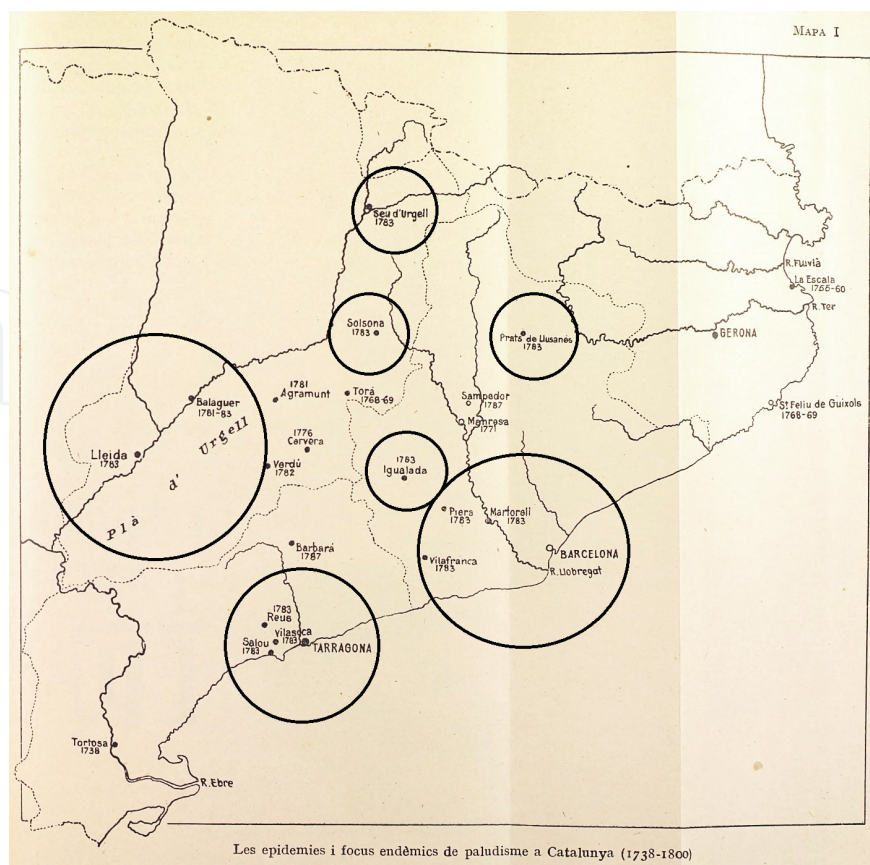 MAPA I
Seu d'Urgell
1783
R. Fluvià
La Escala
1755-60
R. Ter
Solsona
1783
Prats de Llusanés
1783
GERONA
Balaguer
1781-83
1781
Agramunt
Torá
1768-69
Sampedor
1787
Manresa
1771
St Feliu de Guixols
1768-69
Lleida
1783
Plà d' Urgell
1776
Cervera
Verdú
1782
1783
Igualada
Piera
1783
Martorell
1783
Barbará
1787
Vilafranca
1783
BARCELONA
R. Llobregat
1783
Reus
Vilaseca
1783
Salou
1783
TARRAGONA
Tortosa
1738
R. Ebre
Les epidemies i focus endèmics de paludisme a Catalunya (1738-1800)